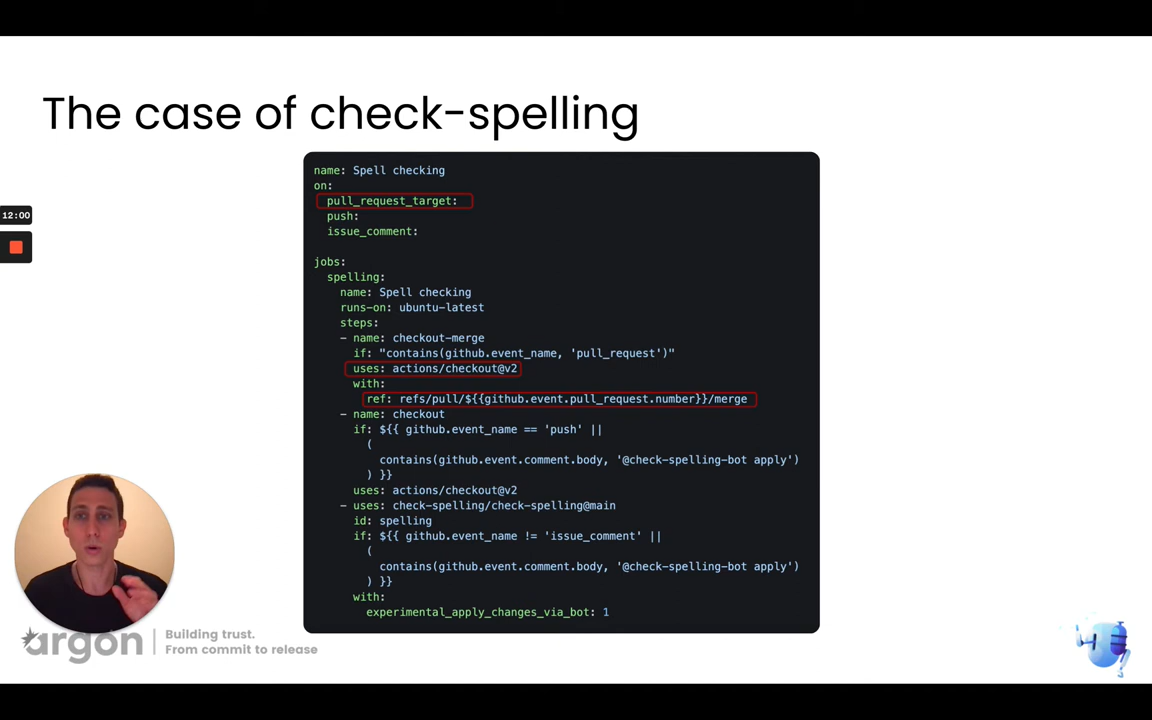 The case of check-spelling
name: Spell checking
on:
pull_request_target:
push:
issue_comment:
jobs:
spelling:
name: Spell checking
runs-on: ubuntu-latest
steps:
- name: checkout-merge
if: "contains(github.event_name, 'pull_request')"
uses: actions/checkout@v2
with:
ref: refs/pull/${{github.event.pull_request.number}}/merge
- name: checkout
if: ${{ github.event_name == 'push' ||
(
contains(github.event.comment.body, '@check-spelling-bot apply')
) }}
uses: actions/checkout@v2
- uses: check-spelling/check-spelling@main
id: spelling
if: ${{ github.event_name != 'issue_comment' ||
(
contains(github.event.comment.body, '@check-spelling-bot apply')
) }}
with:
experimental_apply_changes_via_bot: 1
12:00
argon
Building trust.
From commit to release